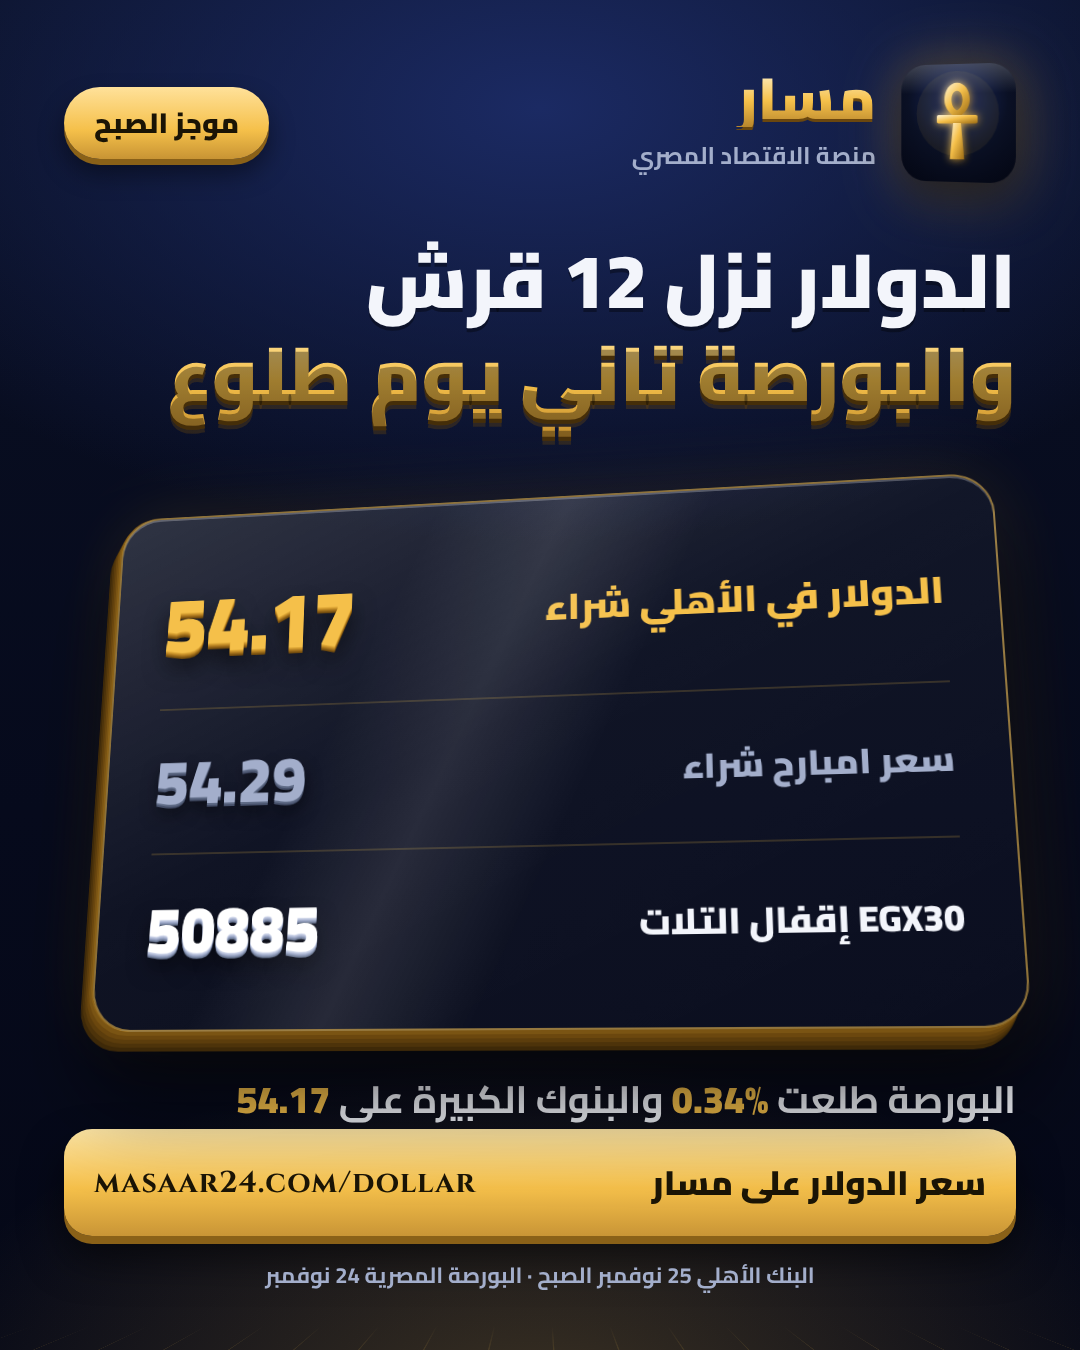 مسار
منصة الاقتصاد المصري
موجز الصبح
الدولار نزل 12 قرش
والبورصة تاني يوم طلوع
الدولار في الأهلي شراء 54.17
سعر امبارح شراء 54.29
EGX30 إقفال التلات 50885
البورصة طلعت 0.34% والبنوك الكبيرة على 54.17
سعر الدولار على مسار MASAAR24.COM/DOLLAR
البنك الأهلي 25 نوفمبر الصبح · البورصة المصرية 24 نوفمبر